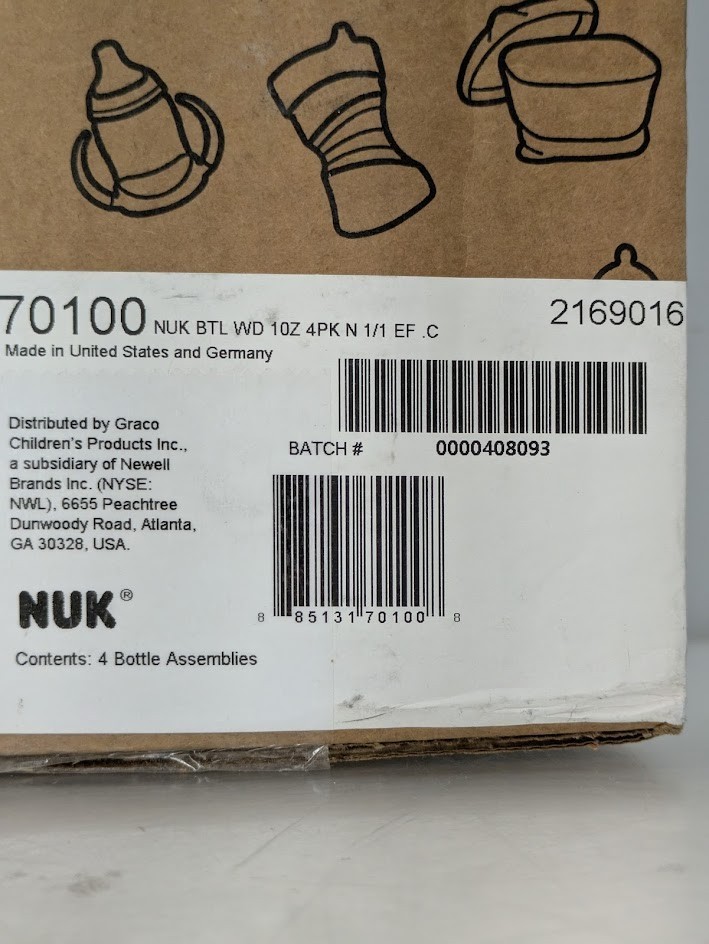 70100 NUK BTL WD 10Z 4PK N 1/1 EF .C 2169016
Made in United States and Germany
Distributed by Graco
Children's Products Inc.,
a subsidiary of Newell
Brands Inc. (NYSE:
NWL), 6655 Peachtree
Dunwoody Road, Atlanta,
GA 30328, USA.
BATCH # 0000408093
8 85131 70100 8
NUK®
Contents: 4 Bottle Assemblies